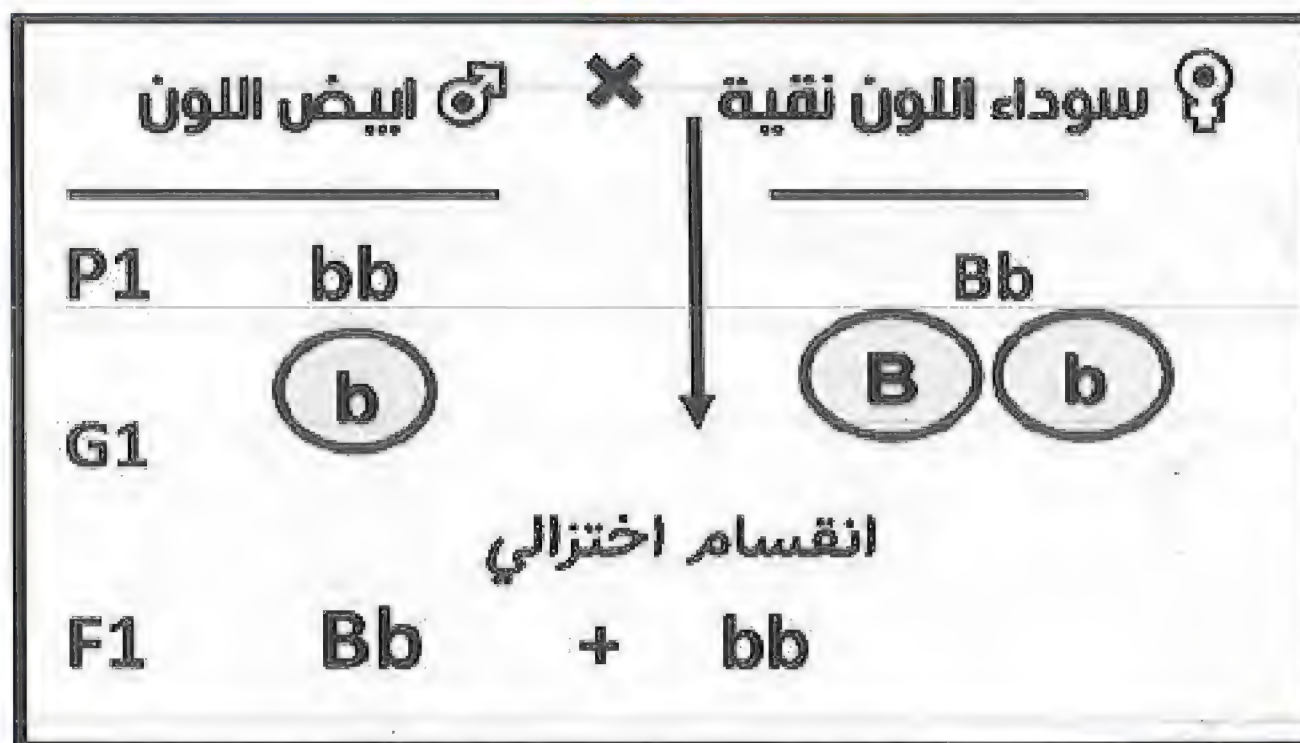 ♀ سوداء اللون نقية × ♂ ابيض اللون
P1 bb Bb
G1 b B b
انقسام اختزالي
F1 Bb + bb